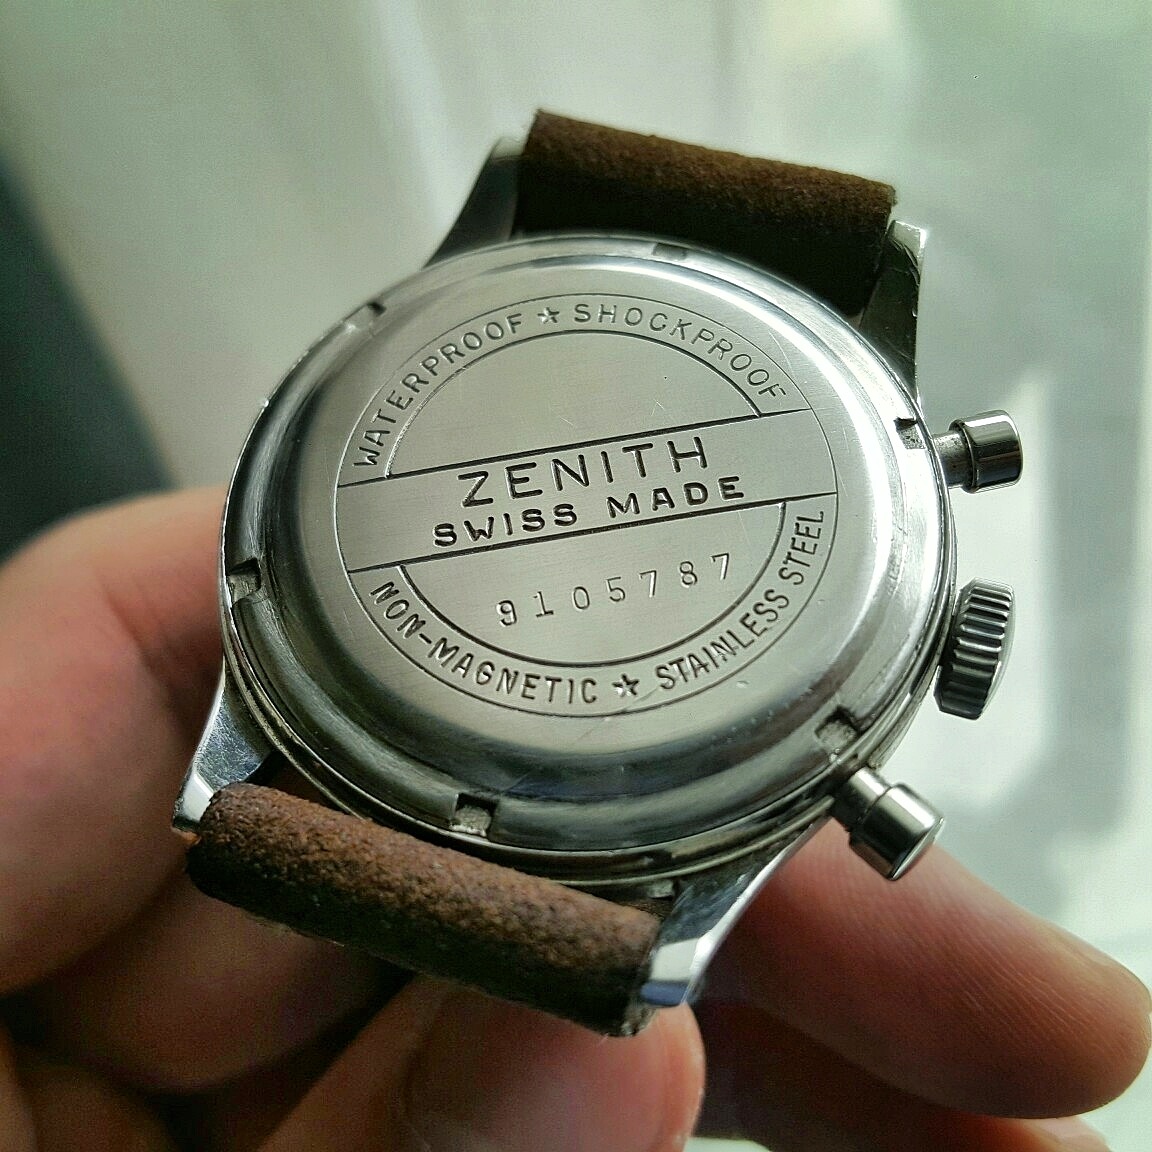 WATERPROOF ★ SHOCKPROOF
ZENITH
SWISS MADE
9105787
NON-MAGNETIC ★ STAINLESS STEEL